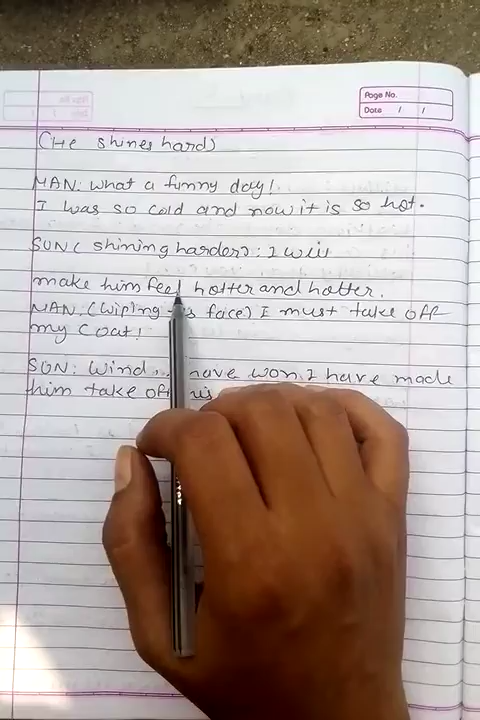 Page No.
Date / /
(He shines hard)
MAN: what a funny day!
I was so cold and now it is so hot.
SUN (shining harder): I will
make him feel hotter and hotter.
MAN: (wiping face) I must take off
my coat!
SUN: Wind, have won. I have made
him take off